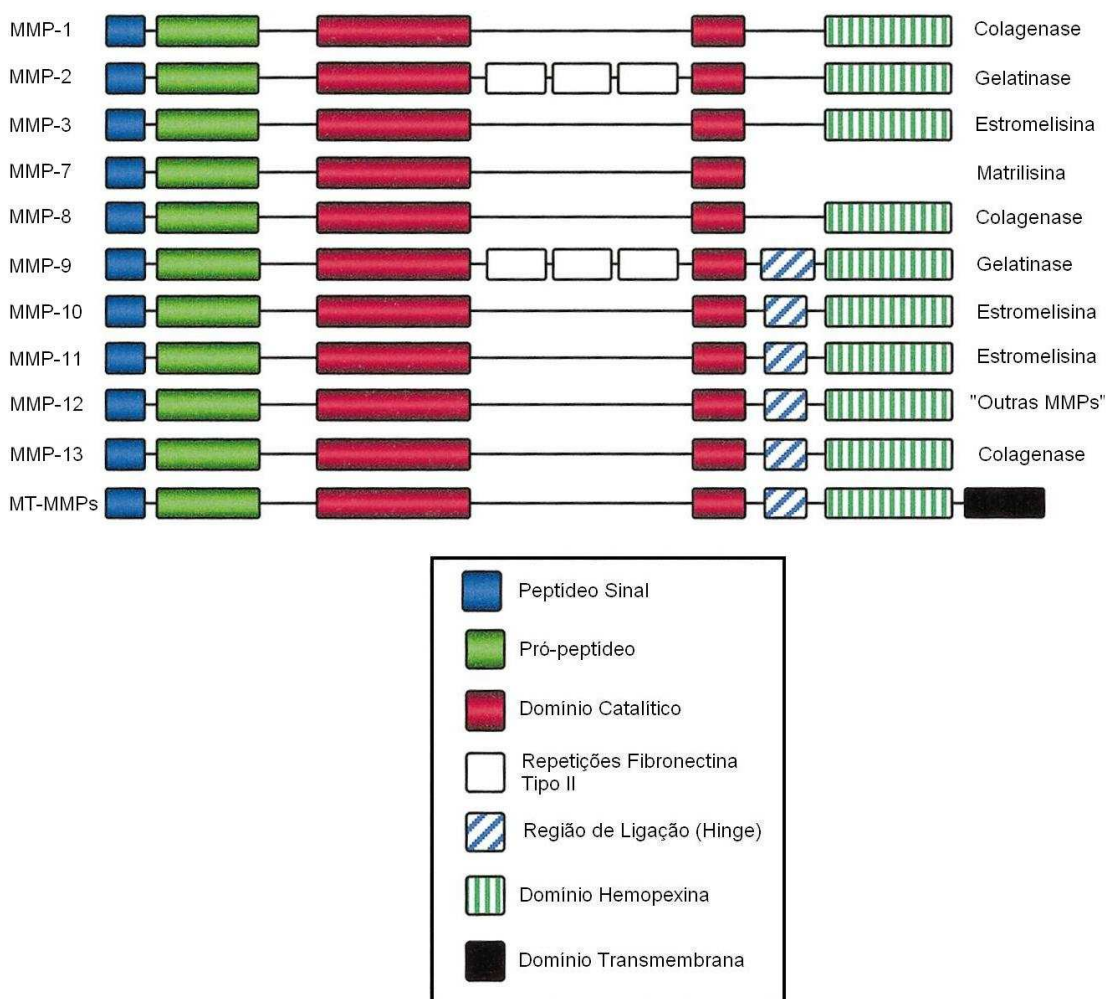 MMP-1 Colagenase
MMP-2 Gelatinase
MMP-3 Estromelisina
MMP-7 Matrilisina
MMP-8 Colagenase
MMP-9 Gelatinase
MMP-10 Estromelisina
MMP-11 Estromelisina
MMP-12 "Outras MMPs"
MMP-13 Colagenase
MT-MMPs
Peptideo Sinal
Pró-peptídeo
Domínio Catalítico
Repetições Fibronectina
Tipo II
Região de Ligação (Hinge)
Domínio Hemopexina
Domínio Transmembrana